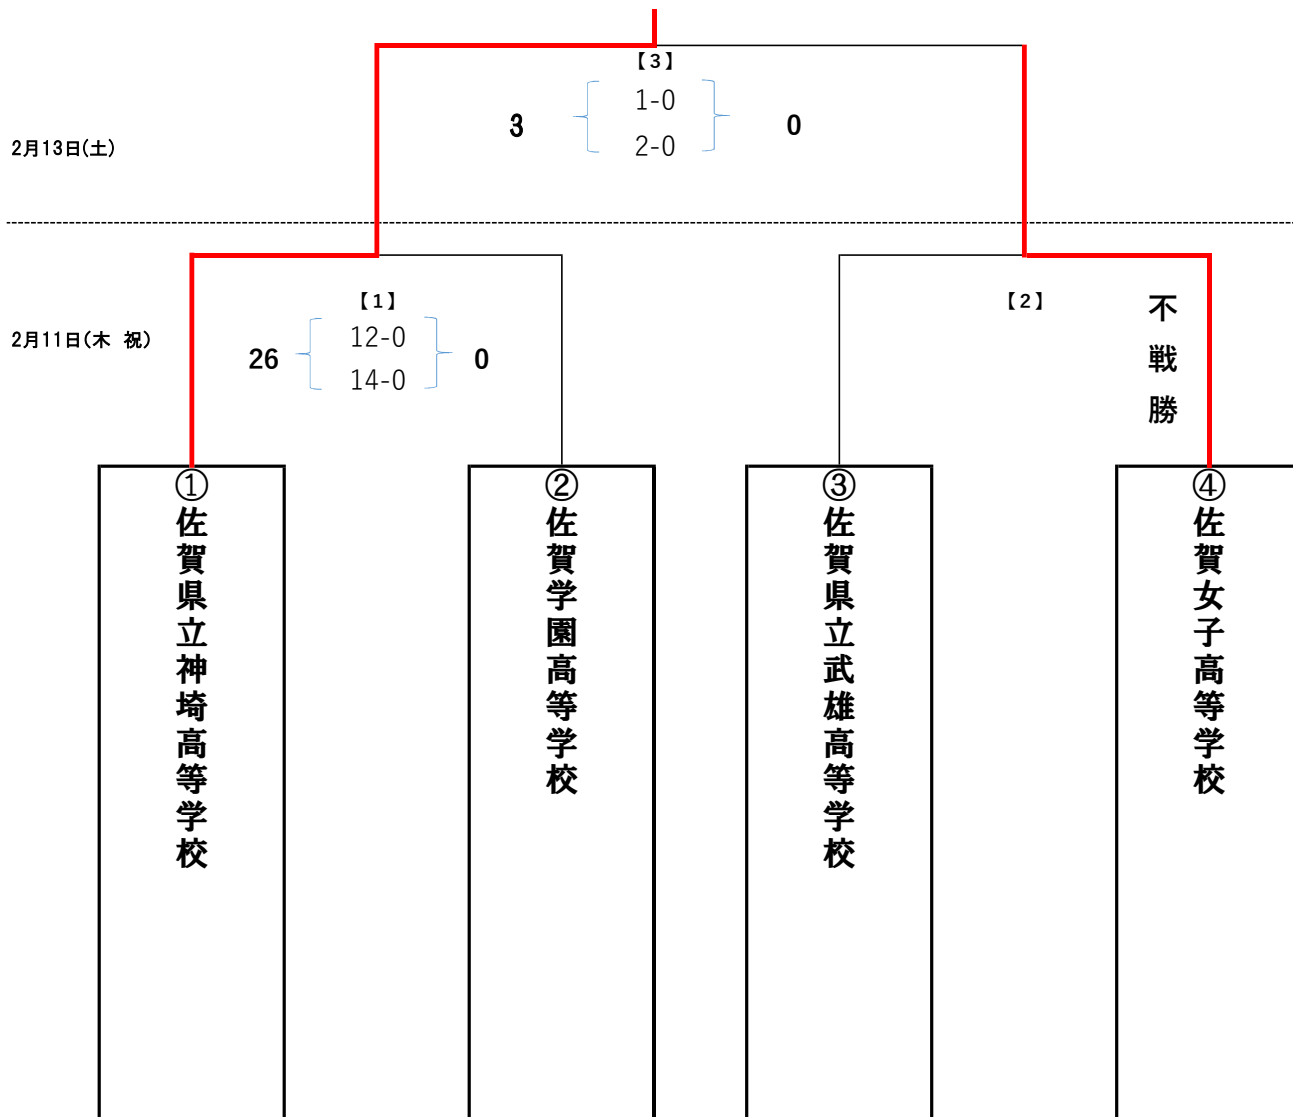 【3】
1-0
3
0
2-0
2月13日(土)
【1】
【2】
2月11日(木 祝)
12-0
26
0
14-0
不戦勝
①佐賀県立神埼高等学校
②佐賀学園高等学校
③佐賀県立武雄高等学校
④佐賀女子高等学校